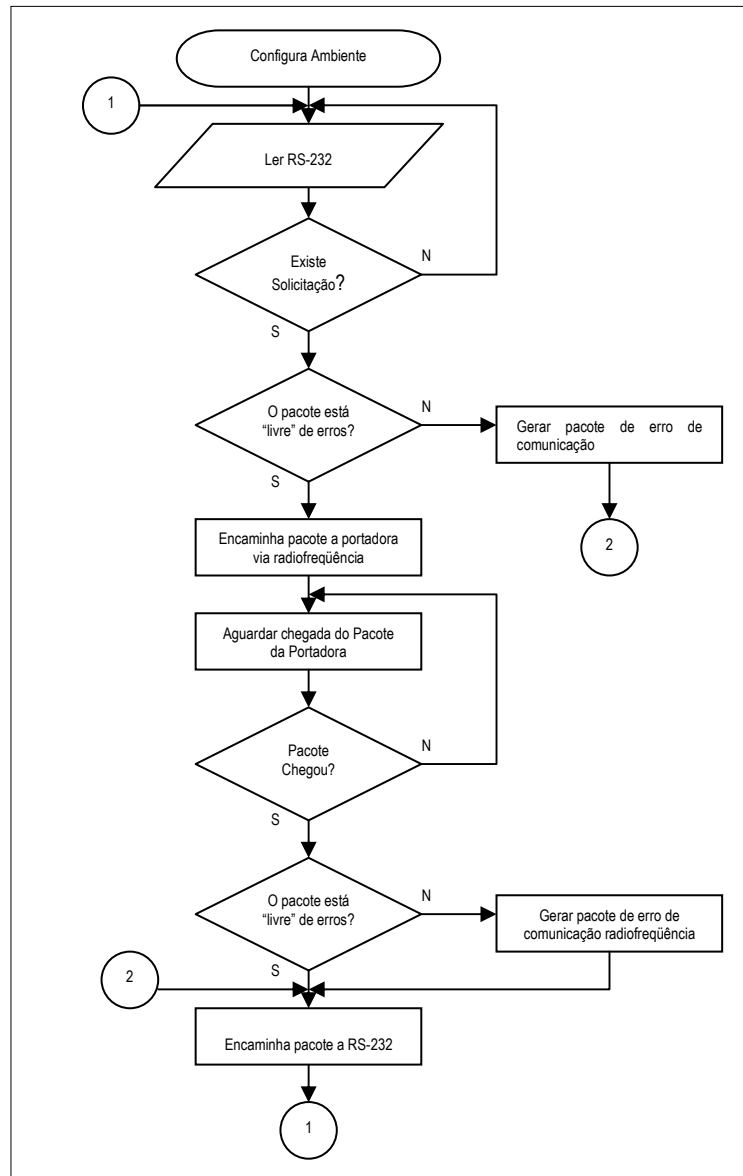 Configura Ambiente
1
Ler RS-232
Existe
Solicitação?
N
S
O pacote está
“livre” de erros?
N
Gerar pacote de erro de
comunicação
S
2
Encaminha pacote a portadora
via radiofreqüência
Aguardar chegada do Pacote
da Portadora
Pacote
Chegou?
N
S
O pacote está
“livre” de erros?
N
Gerar pacote de erro de
comunicação radiofreqüência
S
2
Encaminha pacote a RS-232
1